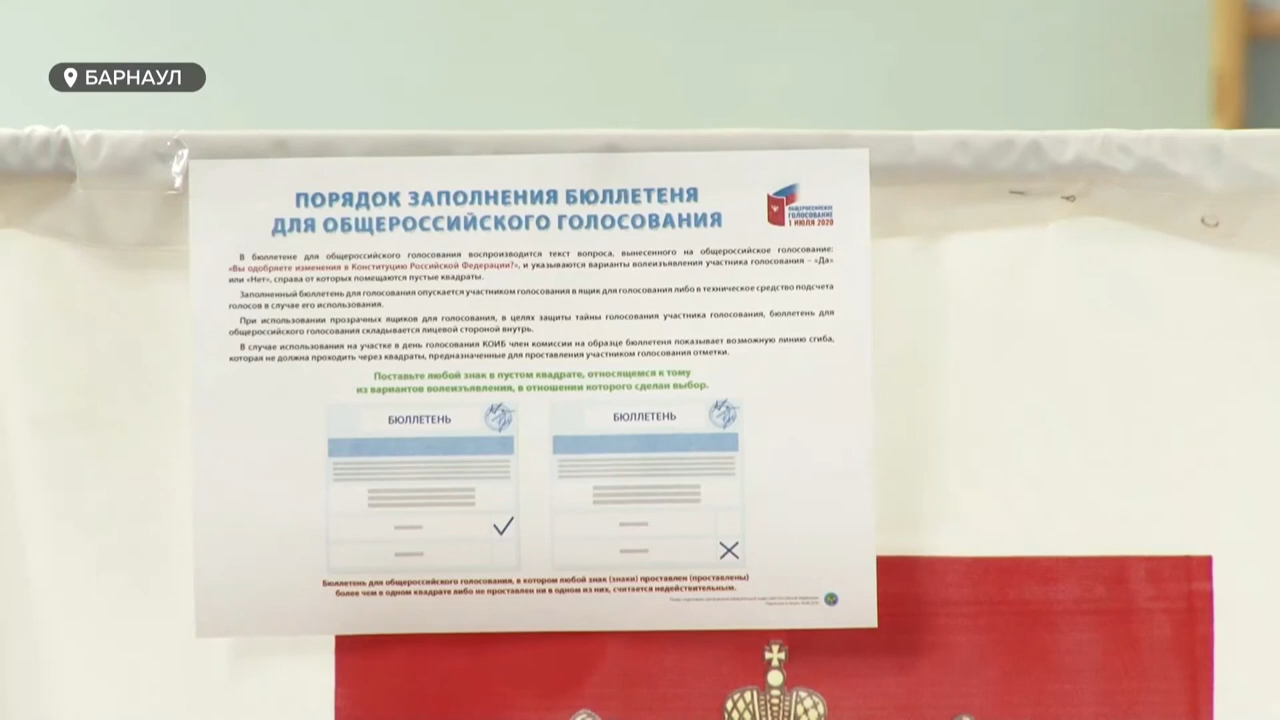 БАРНАУЛ
ПОРЯДОК ЗАПОЛНЕНИЯ БЮЛЛЕТЕНЯ
ДЛЯ ОБЩЕРОССИЙСКОГО ГОЛОСОВАНИЯ
ОБЩЕРОССИЙСКОЕ
ГОЛОСОВАНИЕ
1 ИЮЛЯ 2020
В бюллетене для общероссийского голосования воспроизводится текст вопроса, вынесенного на общероссийское голосование:
«Вы одобряете изменения в Конституцию Российской Федерации?», и указываются варианты волеизъявления участника голосования – «Да»
или «Нет», справа от которых помещаются пустые квадраты.
Заполненный бюллетень для голосования опускается участником голосования в ящик для голосования либо в техническое средство подсчета
голосов в случае его использования.
При использовании прозрачных ящиков для голосования, в целях защиты тайны голосования участника голосования, бюллетень для
общероссийского голосования складывается лицевой стороной внутрь.
В случае использования на участке в день голосования КОИБ член комиссии на образце бюллетеня показывает возможную линию сгиба,
которая не должна проходить через квадраты, предназначенные для проставления участником голосования отметки.
Поставьте любой знак в пустом квадрате, относящемся к тому
из вариантов волеизъявления, в отношении которого сделан выбор.
БЮЛЛЕТЕНЬ
БЮЛЛЕТЕНЬ
Бюллетень для общероссийского голосования, в котором любой знак (знаки) проставлен (проставлены)
более чем в одном квадрате либо не проставлен ни в одном из них, считается недействительным.